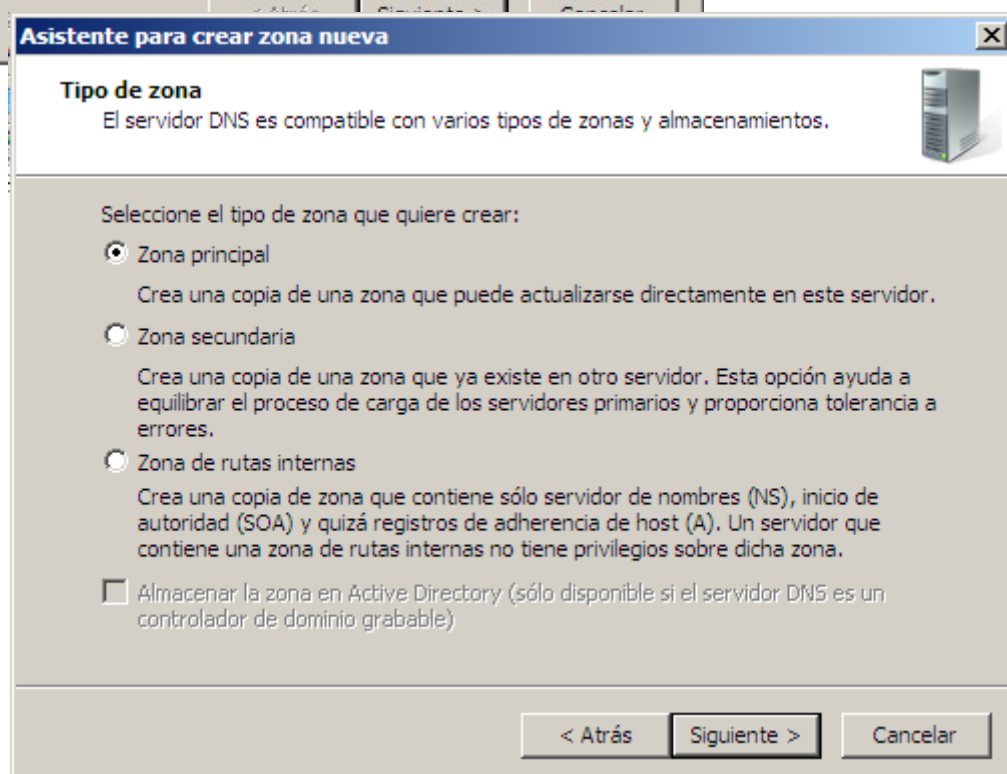 < Atrás Siguiente > Cancelar
Asistente para crear zona nueva
Tipo de zona
El servidor DNS es compatible con varios tipos de zonas y almacenamientos.
Seleccione el tipo de zona que quiere crear:
Zona principal
Crea una copia de una zona que puede actualizarse directamente en este servidor.
Zona secundaria
Crea una copia de una zona que ya existe en otro servidor. Esta opción ayuda a
equilibrar el proceso de carga de los servidores primarios y proporciona tolerancia a
errores.
Zona de rutas internas
Crea una copia de zona que contiene sólo servidor de nombres (NS), inicio de
autoridad (SOA) y quizá registros de adherencia de host (A). Un servidor que
contiene una zona de rutas internas no tiene privilegios sobre dicha zona.
Almacenar la zona en Active Directory (sólo disponible si el servidor DNS es un
controlador de dominio grabable)
< Atrás Siguiente > Cancelar